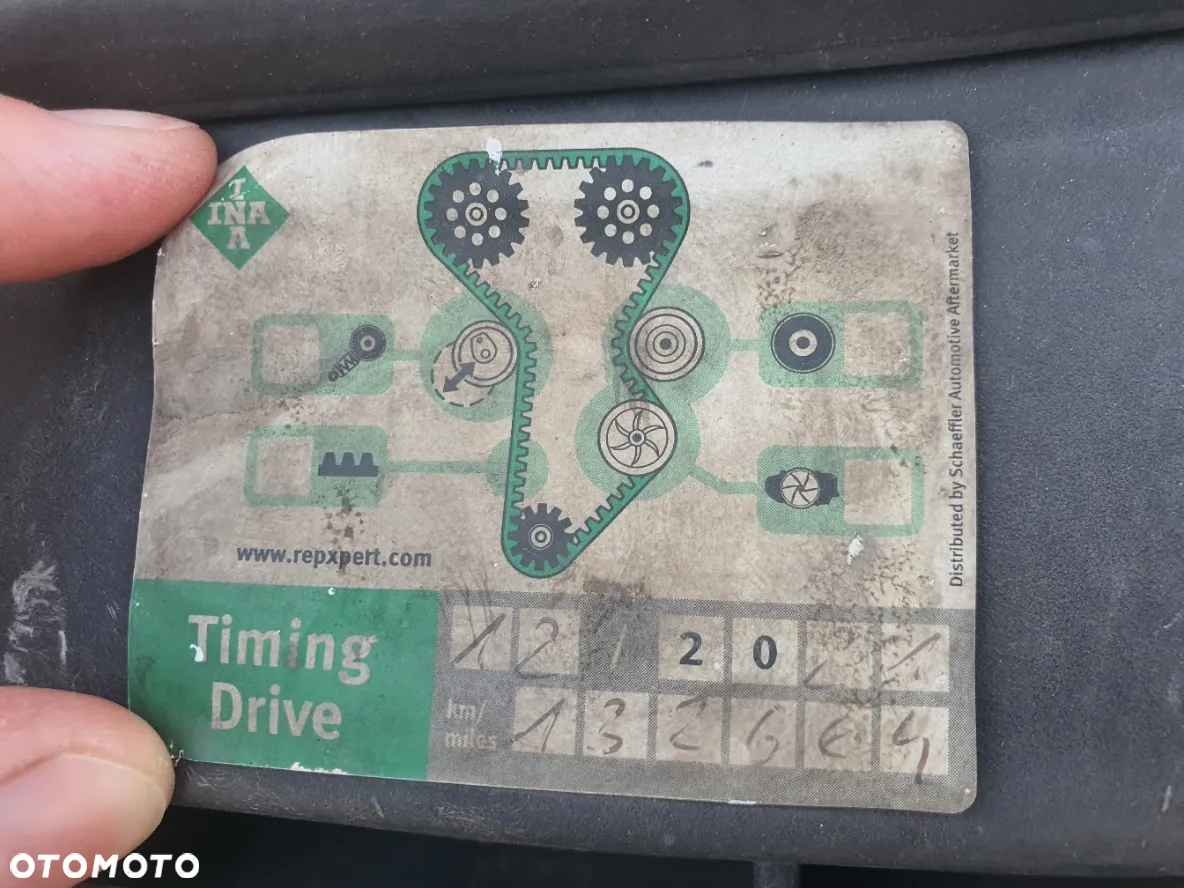 INA
www.repxpert.com
Distributed by Schaeffler Automotive Aftermarket
Timing
Drive
12 / 2021
km/
miles
132664
OTOMOTO